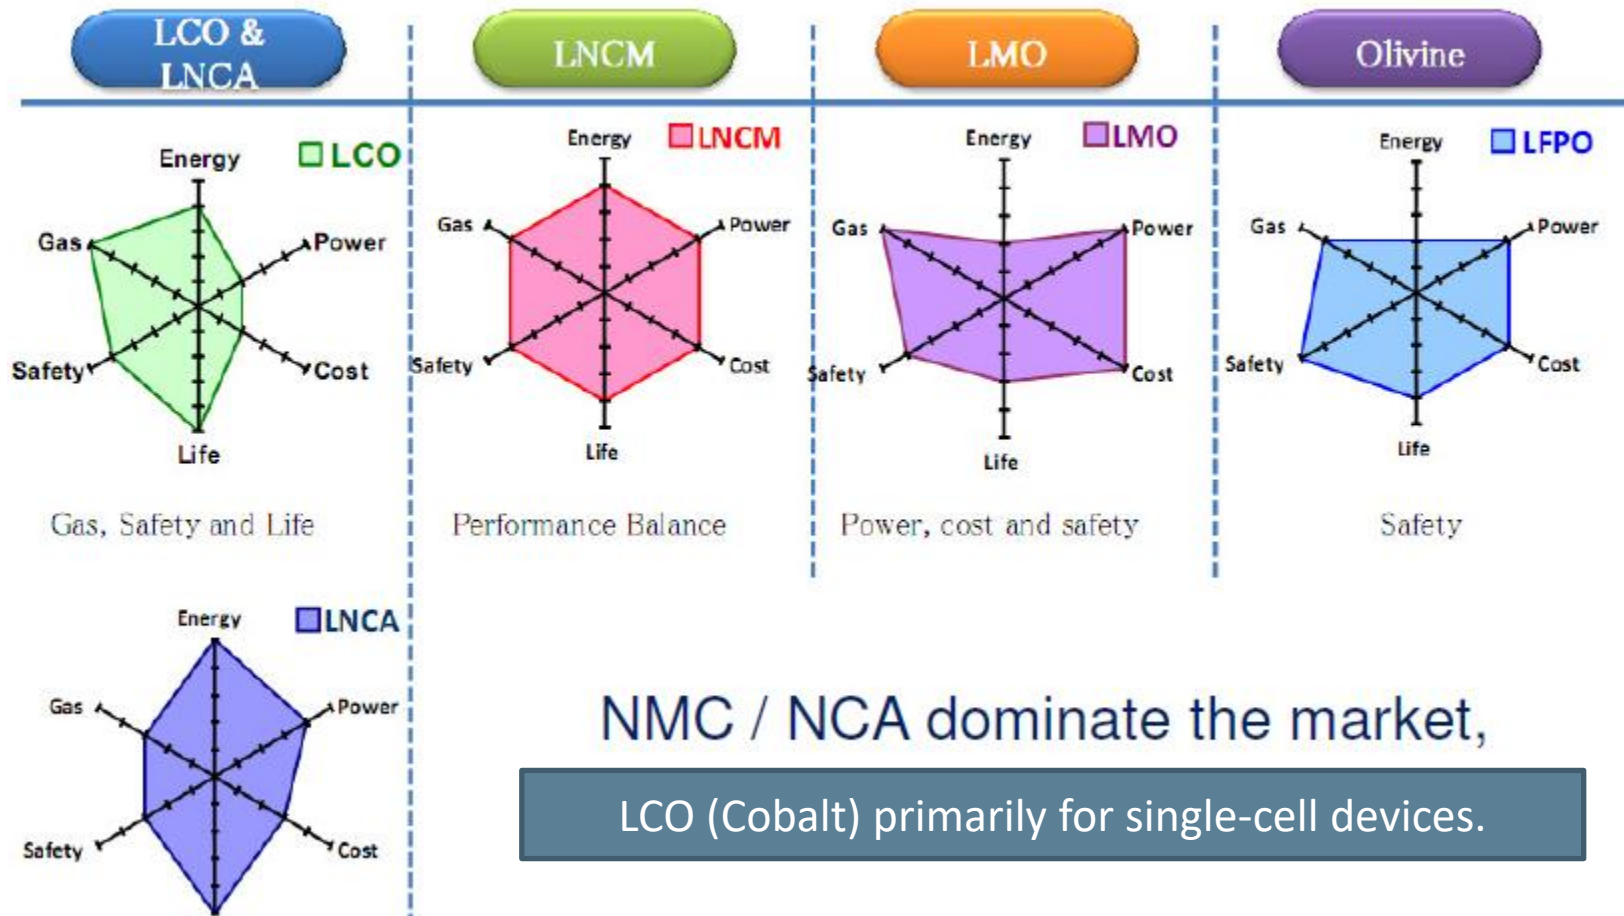 LCO &
LNCA
LNCM
LMO
Olivine
Energy
LCO
Gas
Power
Safety
Cost
Life
Gas, Safety and Life
Energy
LNCM
Gas
Power
Safety
Cost
Life
Performance Balance
Energy
LMO
Gas
Power
Safety
Cost
Life
Power, cost and safety
Energy
LFPO
Gas
Power
Safety
Cost
Life
Safety
Energy
LNCA
Gas
Power
Safety
Cost
NMC / NCA dominate the market,
LCO (Cobalt) primarily for single-cell devices.